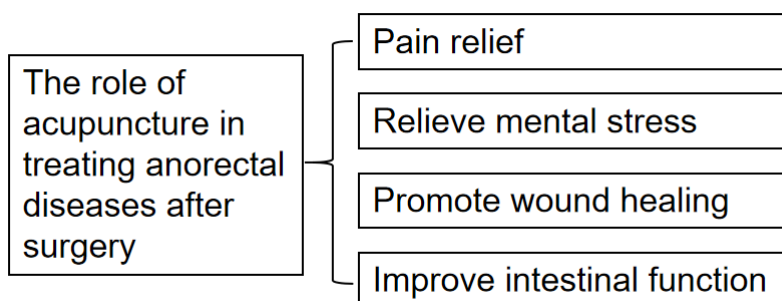 The role of
acupuncture in
treating anorectal
diseases after
surgery
Pain relief
Relieve mental stress
Promote wound healing
Improve intestinal function